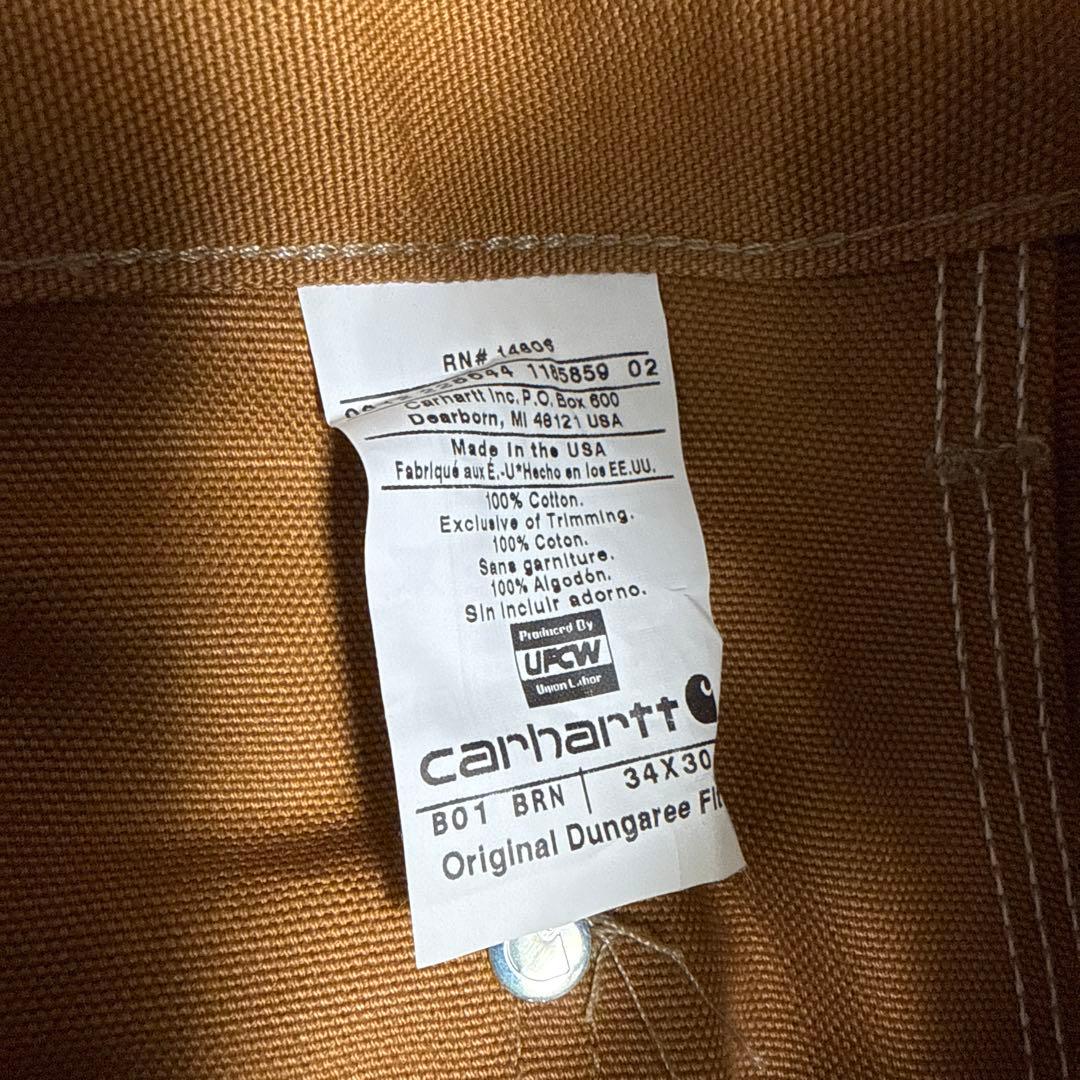 RN# 14806
1185859 02
Carhartt Inc. P.O. Box 600
Dearborn, MI 48121 USA
Made In the USA
Fabriqué aux É.-U*Hecho en los EE.UU.
100% Cotton.
Exclusive of Trimming.
100% Coton.
Sans garniture.
100% Algodón.
Sin Incluir adorno.
Produced By
UFCW
Union Labor
carhartt
B01 BRN 34X30
Original Dungaree Fit